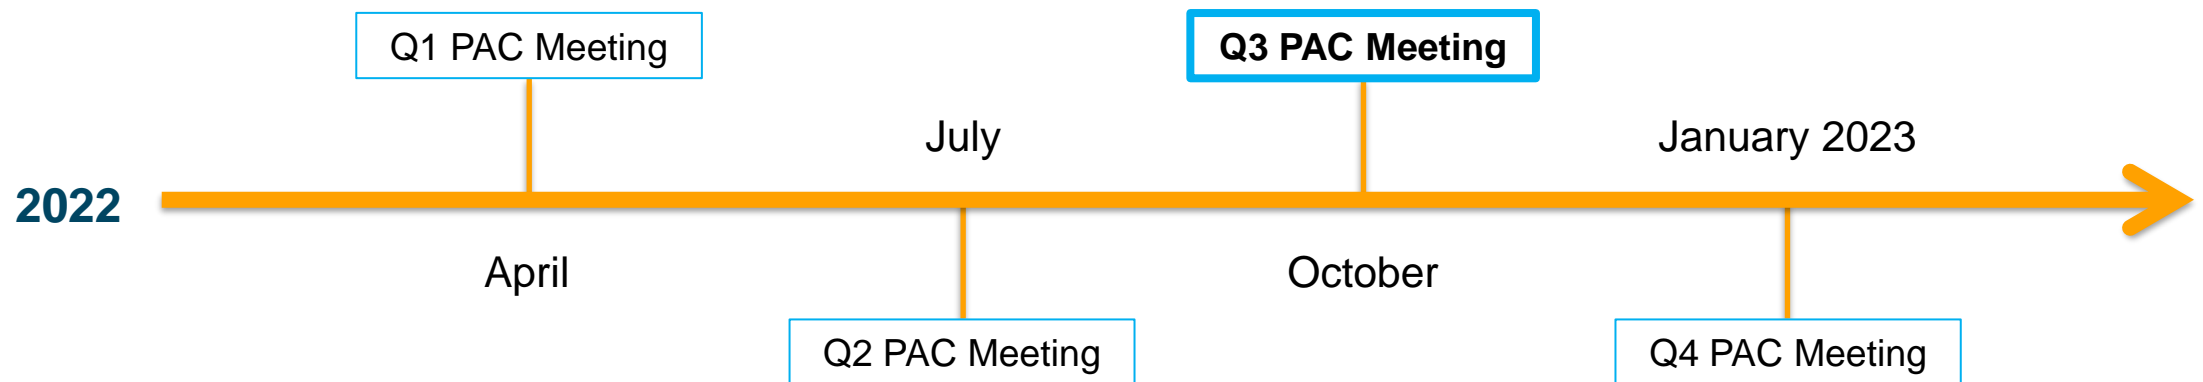 Q1 PAC Meeting
Q3 PAC Meeting
July
January 2023
2022
April
October
Q2 PAC Meeting
Q4 PAC Meeting